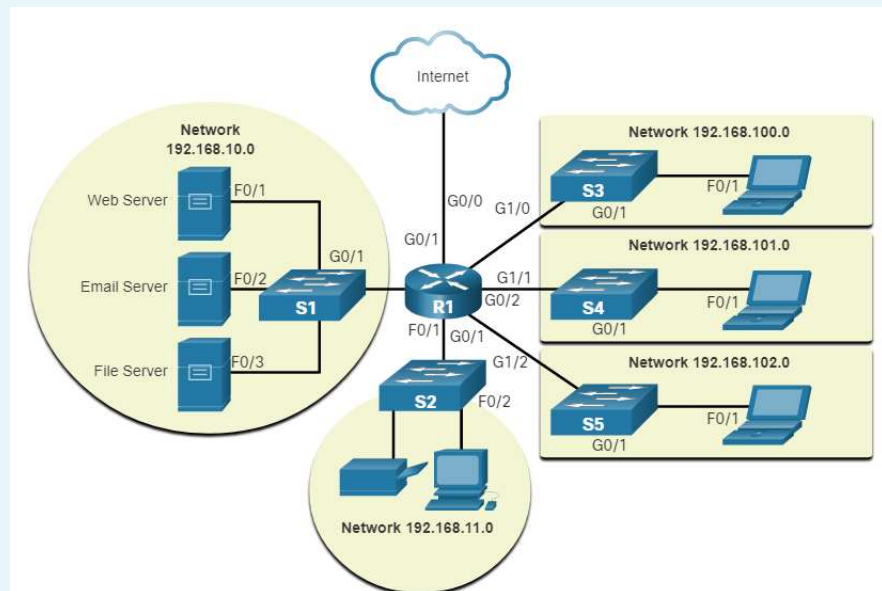 Internet
Network
192.168.10.0
Web Server
F0/1
Email Server
F0/2
File Server
F0/3
G0/1
S1
G0/0
G0/1
G1/0
R1
G1/1
G0/2
F0/1
G0/1
G1/2
S2
F0/2
Network 192.168.11.0
Network 192.168.100.0
S3
G0/1
F0/1
Network 192.168.101.0
S4
G0/1
F0/1
Network 192.168.102.0
S5
G0/1
F0/1